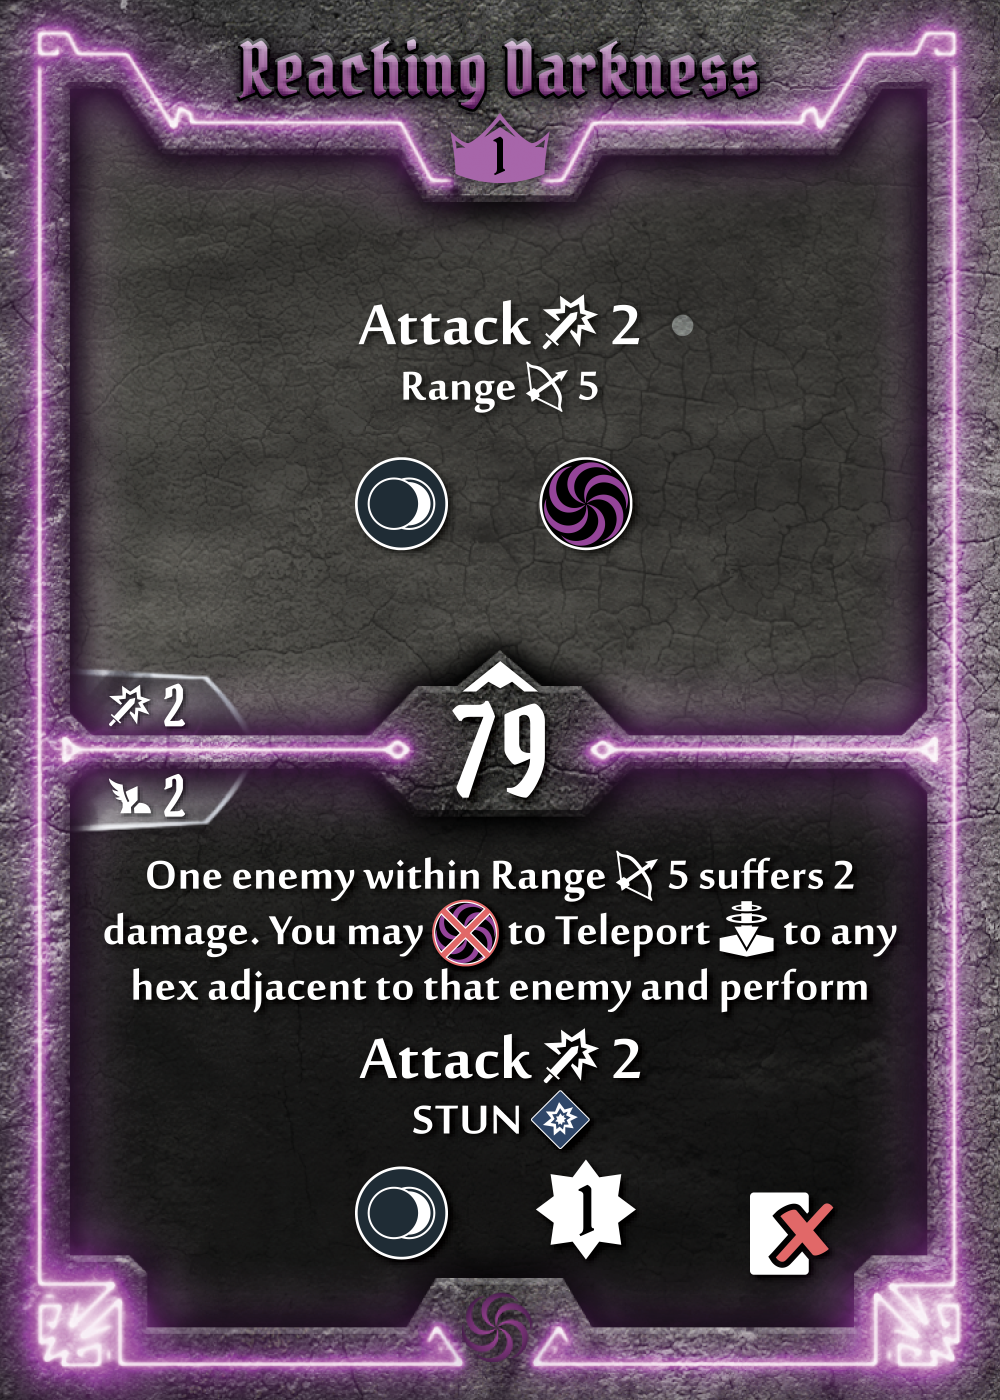 Reaching Darkness
1
Attack 2
Range 5
2
79
2
One enemy within Range 5 suffers 2
damage. You may to Teleport to any
hex adjacent to that enemy and perform
Attack 2
STUN
1